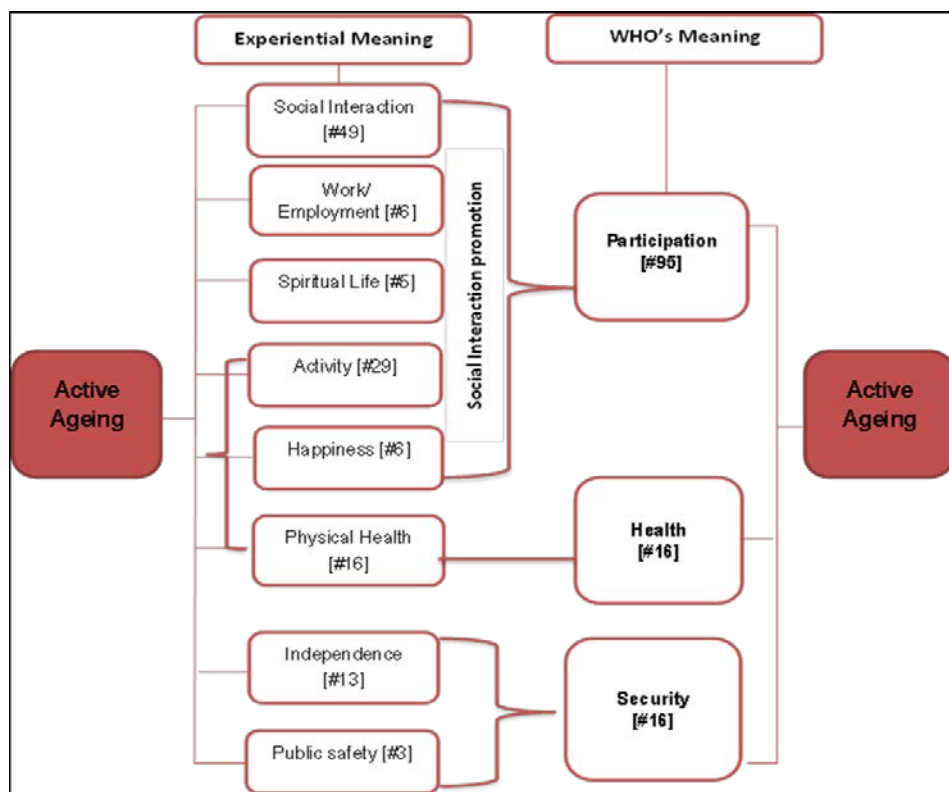 Experiential Meaning
WHO's Meaning
Social Interaction
[#49]
Work/
Employment [#6]
Spiritual Life [#5]
Activity [#29]
Happiness [#6]
Physical Health
[#16]
Independence
[#13]
Public safety [#3]
Social Interaction promotion
Participation
[#95]
Health
[#16]
Security
[#16]
Active
Ageing
Active
Ageing